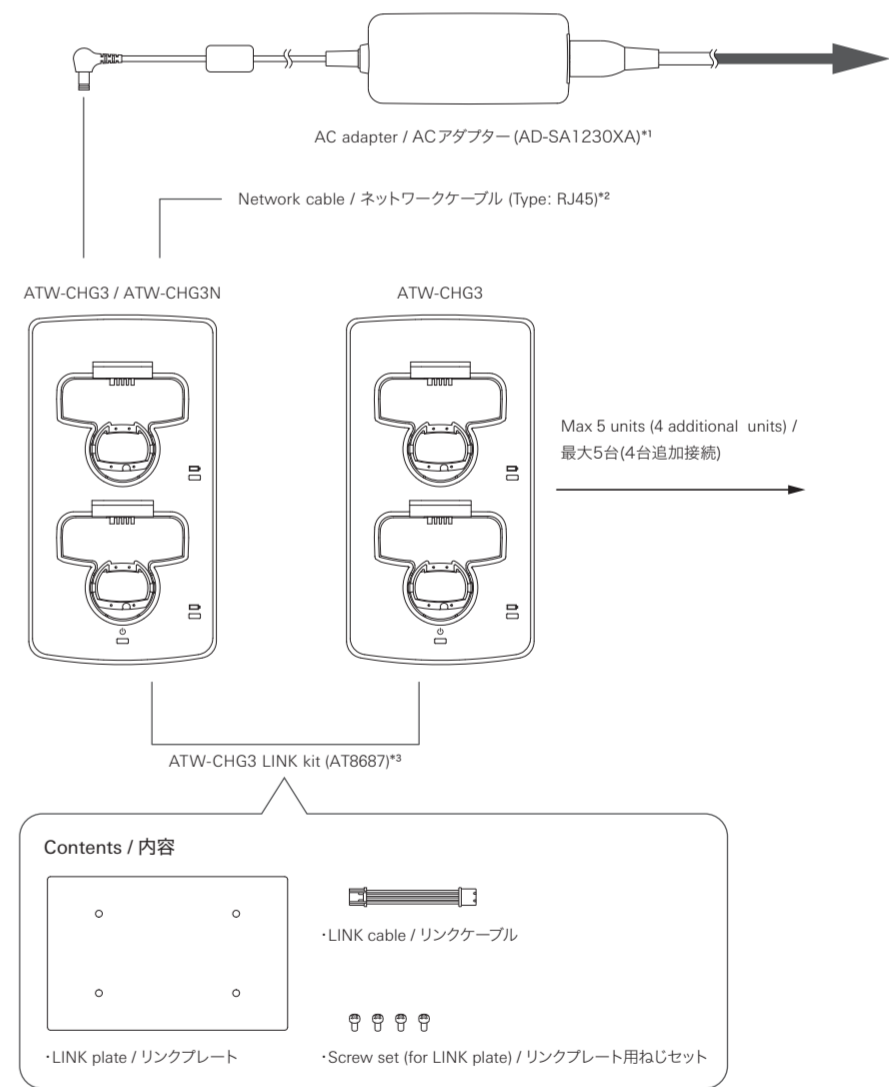 AC adapter / ACアダプター (AD-SA1230XA)*¹
Network cable / ネットワークケーブル (Type: RJ45)*²
ATW-CHG3 / ATW-CHG3N
ATW-CHG3
Max 5 units (4 additional units) /
最大5台(4台追加接続)
ATW-CHG3 LINK kit (AT8687)*³
Contents / 内容
・LINK cable / リンクケーブル
・LINK plate / リンクプレート
・Screw set (for LINK plate) / リンクプレート用ねじセット